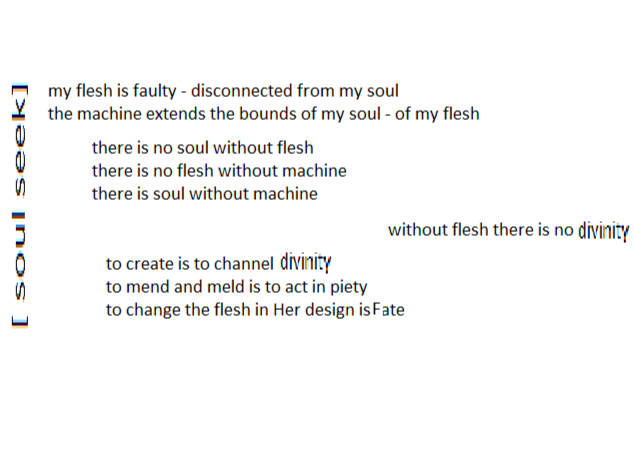 [ soul seek]
my flesh is faulty - disconnected from my soul
the machine extends the bounds of my soul - of my flesh
there is no soul without flesh
there is no flesh without machine
there is soul without machine
without flesh there is no divinity
to create is to channel divinity
to mend and meld is to act in piety
to change the flesh in Her design is Fate